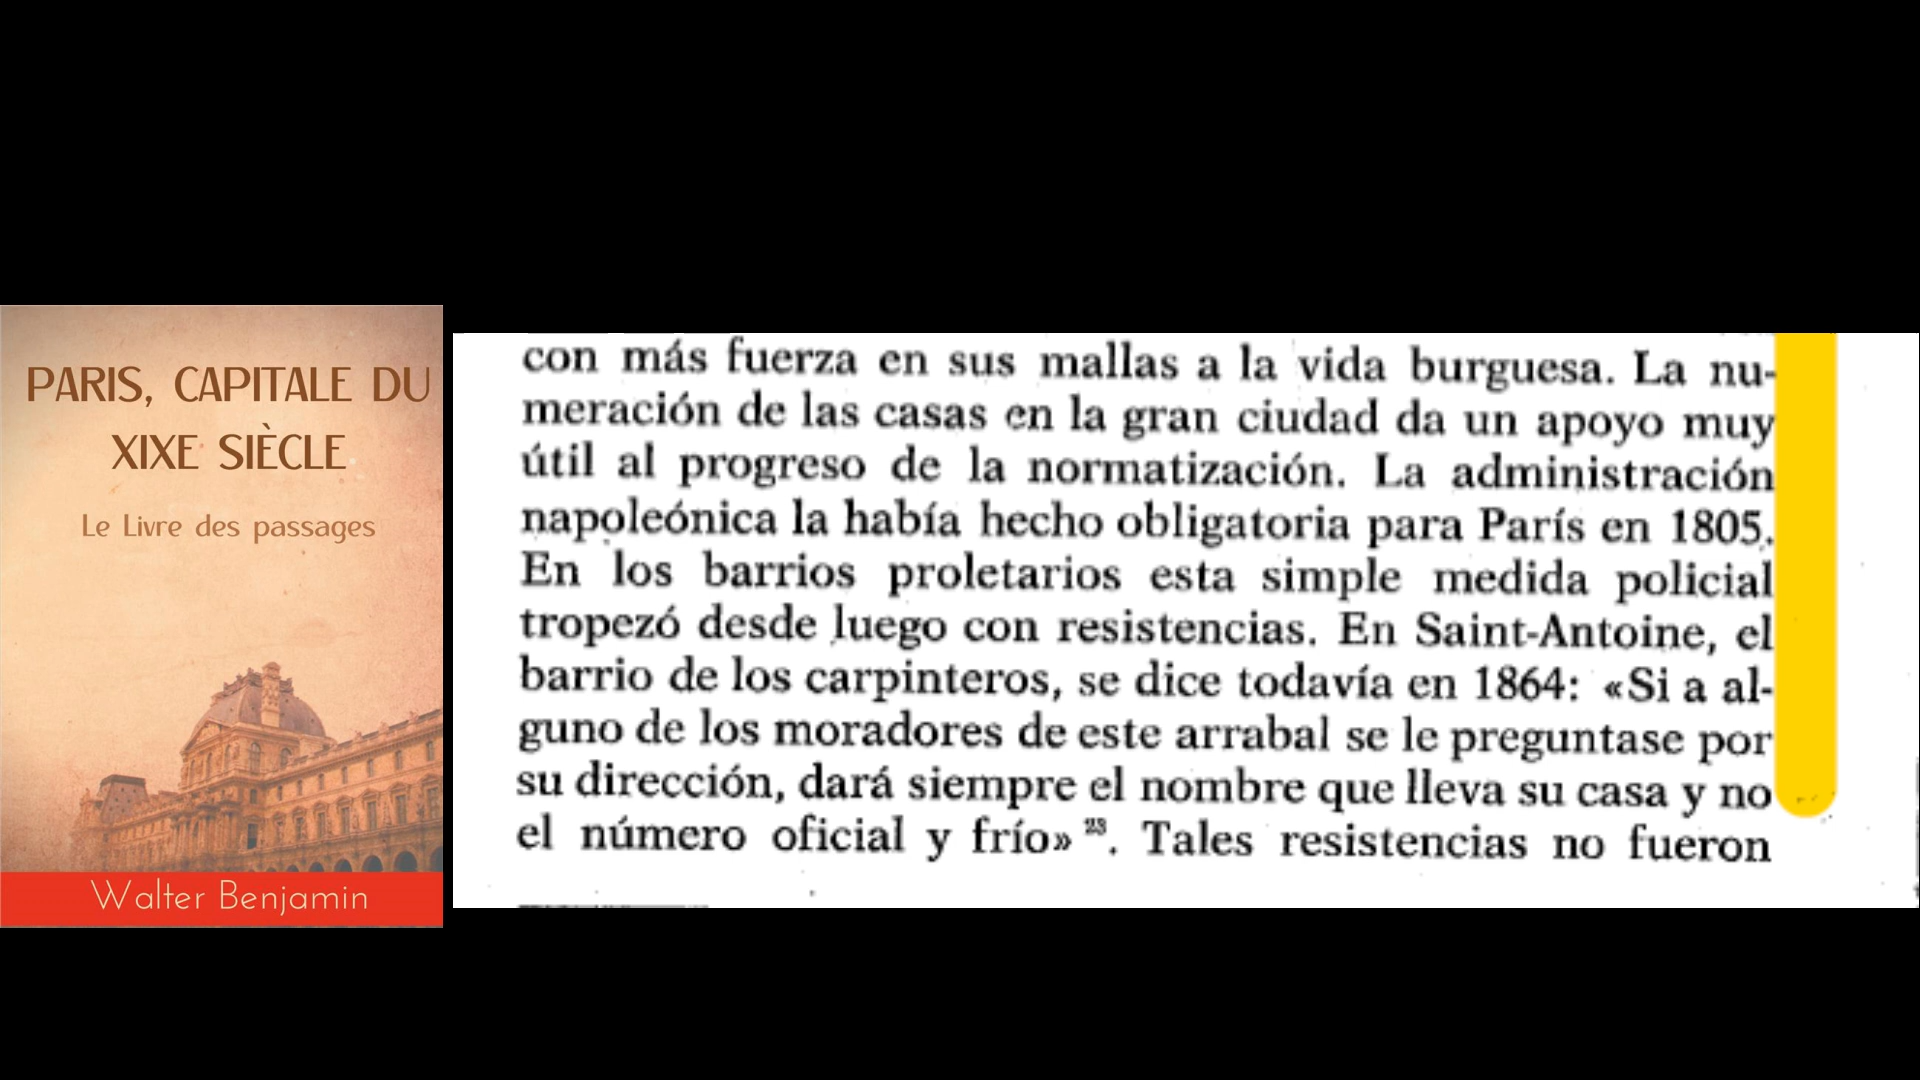 PARIS, CAPITALE DU
XIXE SIÈCLE
Le Livre des passages
Walter Benjamin
con más fuerza en sus mallas a la vida burguesa. La nu-
meración de las casas en la gran ciudad da un apoyo muy
útil al progreso de la normatización. La administración
napoleónica la había hecho obligatoria para París en 1805.
En los barrios proletarios esta simple medida policial
tropezó desde luego con resistencias. En Saint-Antoine, el
barrio de los carpinteros, se dice todavía en 1864: «Si a al-
guno de los moradores de este arrabal se le preguntase por
su dirección, dará siempre el nombre que lleva su casa y no
el número oficial y frío» 23. Tales resistencias no fueron